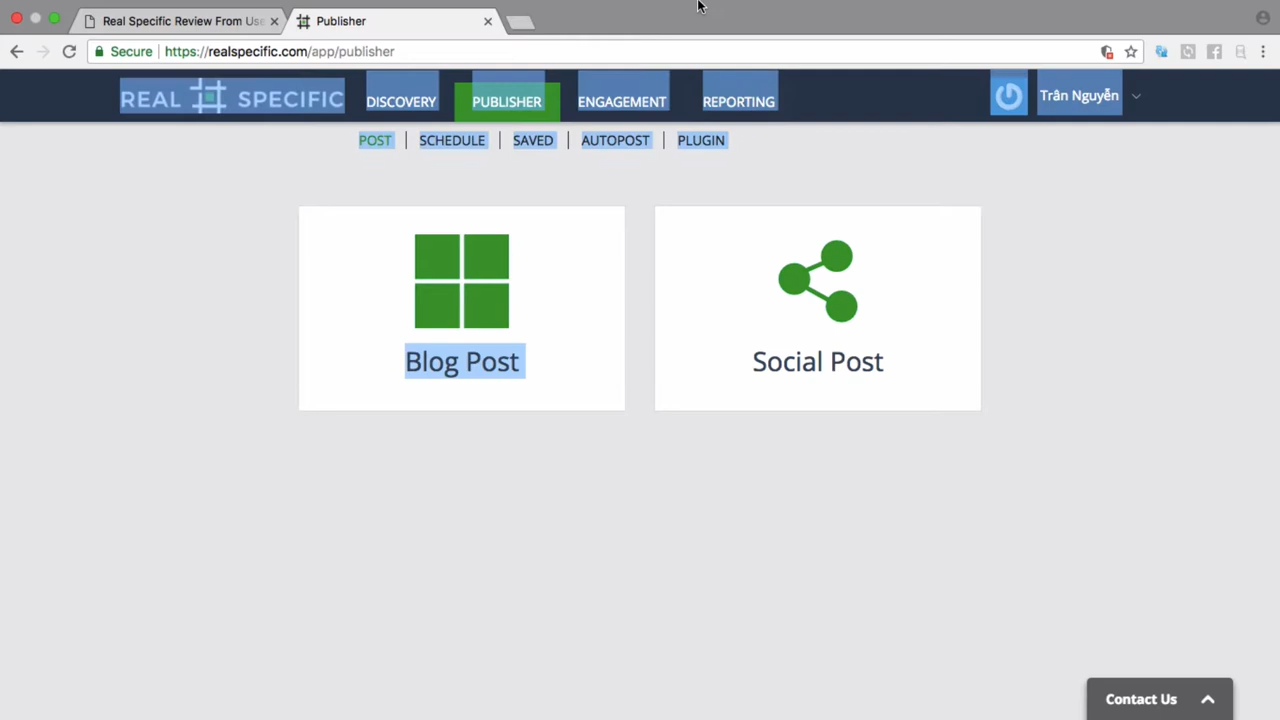 Real Specific Review From Use
Publisher
Secure https://realspecific.com/app/publisher
REAL SPECIFIC
DISCOVERY PUBLISHER ENGAGEMENT REPORTING
Trân Nguyễn
POST SCHEDULE SAVED AUTOPOST PLUGIN
Blog Post
Social Post
Contact Us